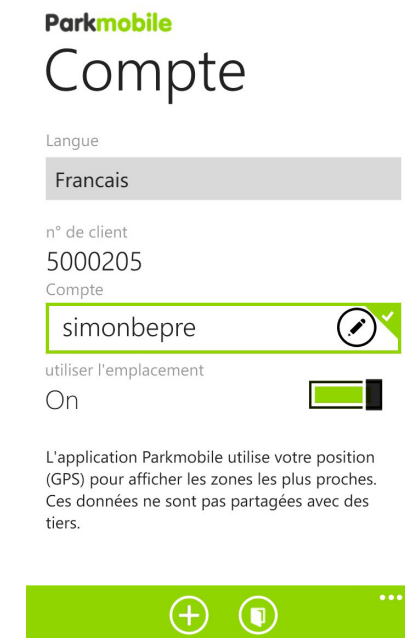 Parkmobile
Compte
Langue
Francais
n° de client
5000205
Compte
simonbepre
utiliser l'emplacement
On
L'application Parkmobile utilise votre position
(GPS) pour afficher les zones les plus proches.
Ces données ne sont pas partagées avec des
tiers.